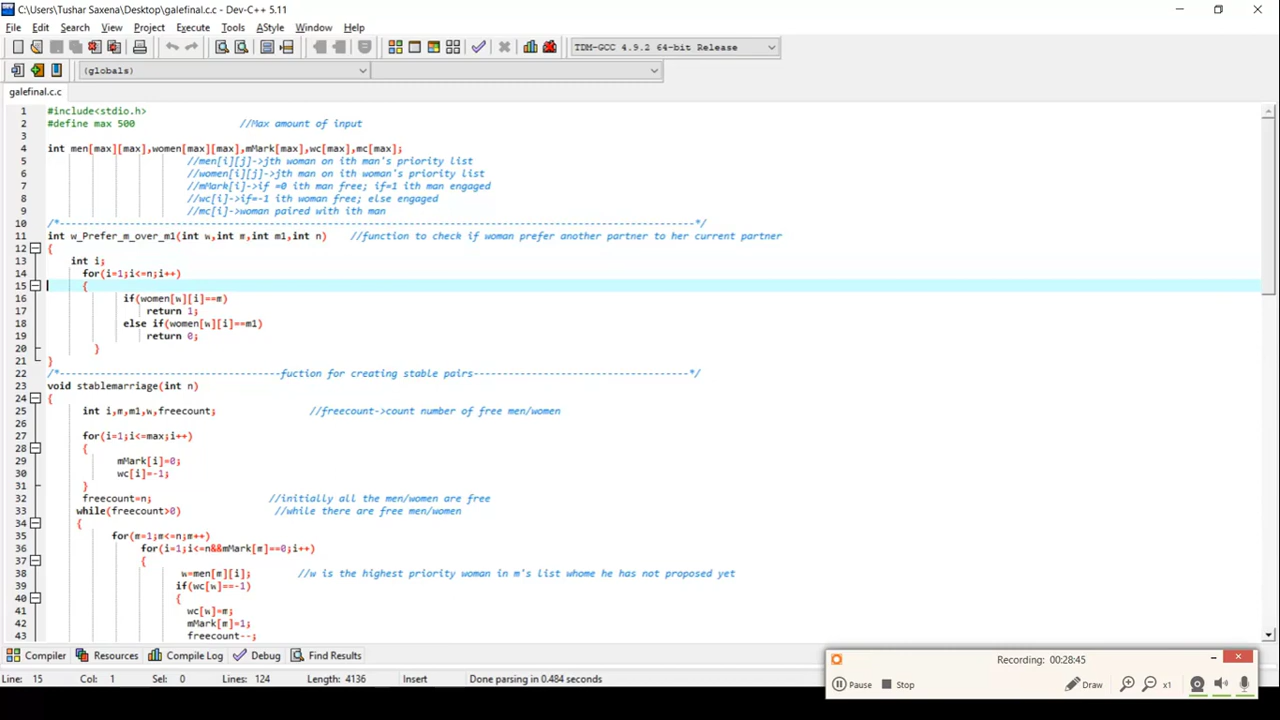 C:\Users\Tushar Saxena\Desktop\galefinal.c.c - Dev-C++ 5.11
File Edit Search View Project Execute Tools AStyle Window Help
TDM-GCC 4.9.2 64-bit Release
(globals)
galefinal.c.c
1 #include<stdio.h>
2 #define max 500 //Max amount of input
3
4 int men[max][max],women[max][max],mMark[max],wc[max],mc[max];
5 //men[i][j]->jth woman on ith man's priority list
6 //women[i][j]->jth man on ith woman's priority list
7 //mMark[i]->if =0 ith man free; if=1 ith man engaged
8 //wc[i]->if=-1 ith woman free; else engaged
9 //mc[i]->woman paired with ith man
10 /*-----------------------------------------------------------------------------------------------------------*/
11 int w_Prefer_m_over_m1(int w,int m,int m1,int n) //function to check if woman prefer another partner to her current partner
12 {
13 int i;
14 for(i=1;i<=n;i++)
15 {
16 if(women[w][i]==m)
17 return 1;
18 else if(women[w][i]==m1)
19 return 0;
20 }
21 }
22 /*--------------------------------------fuction for creating stable pairs-------------------------------------*/
23 void stablemarriage(int n)
24 {
25 int i,m,m1,w,freecount; //freecount->count number of free men/women
26
27 for(i=1;i<=max;i++)
28 {
29 mMark[i]=0;
30 wc[i]=-1;
31 }
32 freecount=n; //initially all the men/women are free
33 while(freecount>0) //while there are free men/women
34 {
35 for(m=1;m<=n;m++)
36 for(i=1;i<=n&&mMark[m]==0;i++)
37 {
38 w=men[m][i]; //w is the highest priority woman in m's list whome he has not proposed yet
39 if(wc[w]==-1)
40 {
41 wc[w]=m;
42 mMark[m]=1;
43 freecount--;
Compiler Resources Compile Log Debug Find Results
Line: 15 Col: 1 Sel: 0 Lines: 124 Length: 4136 Insert Done parsing in 0.484 seconds
Recording: 00:28:45
Pause Stop Draw x1